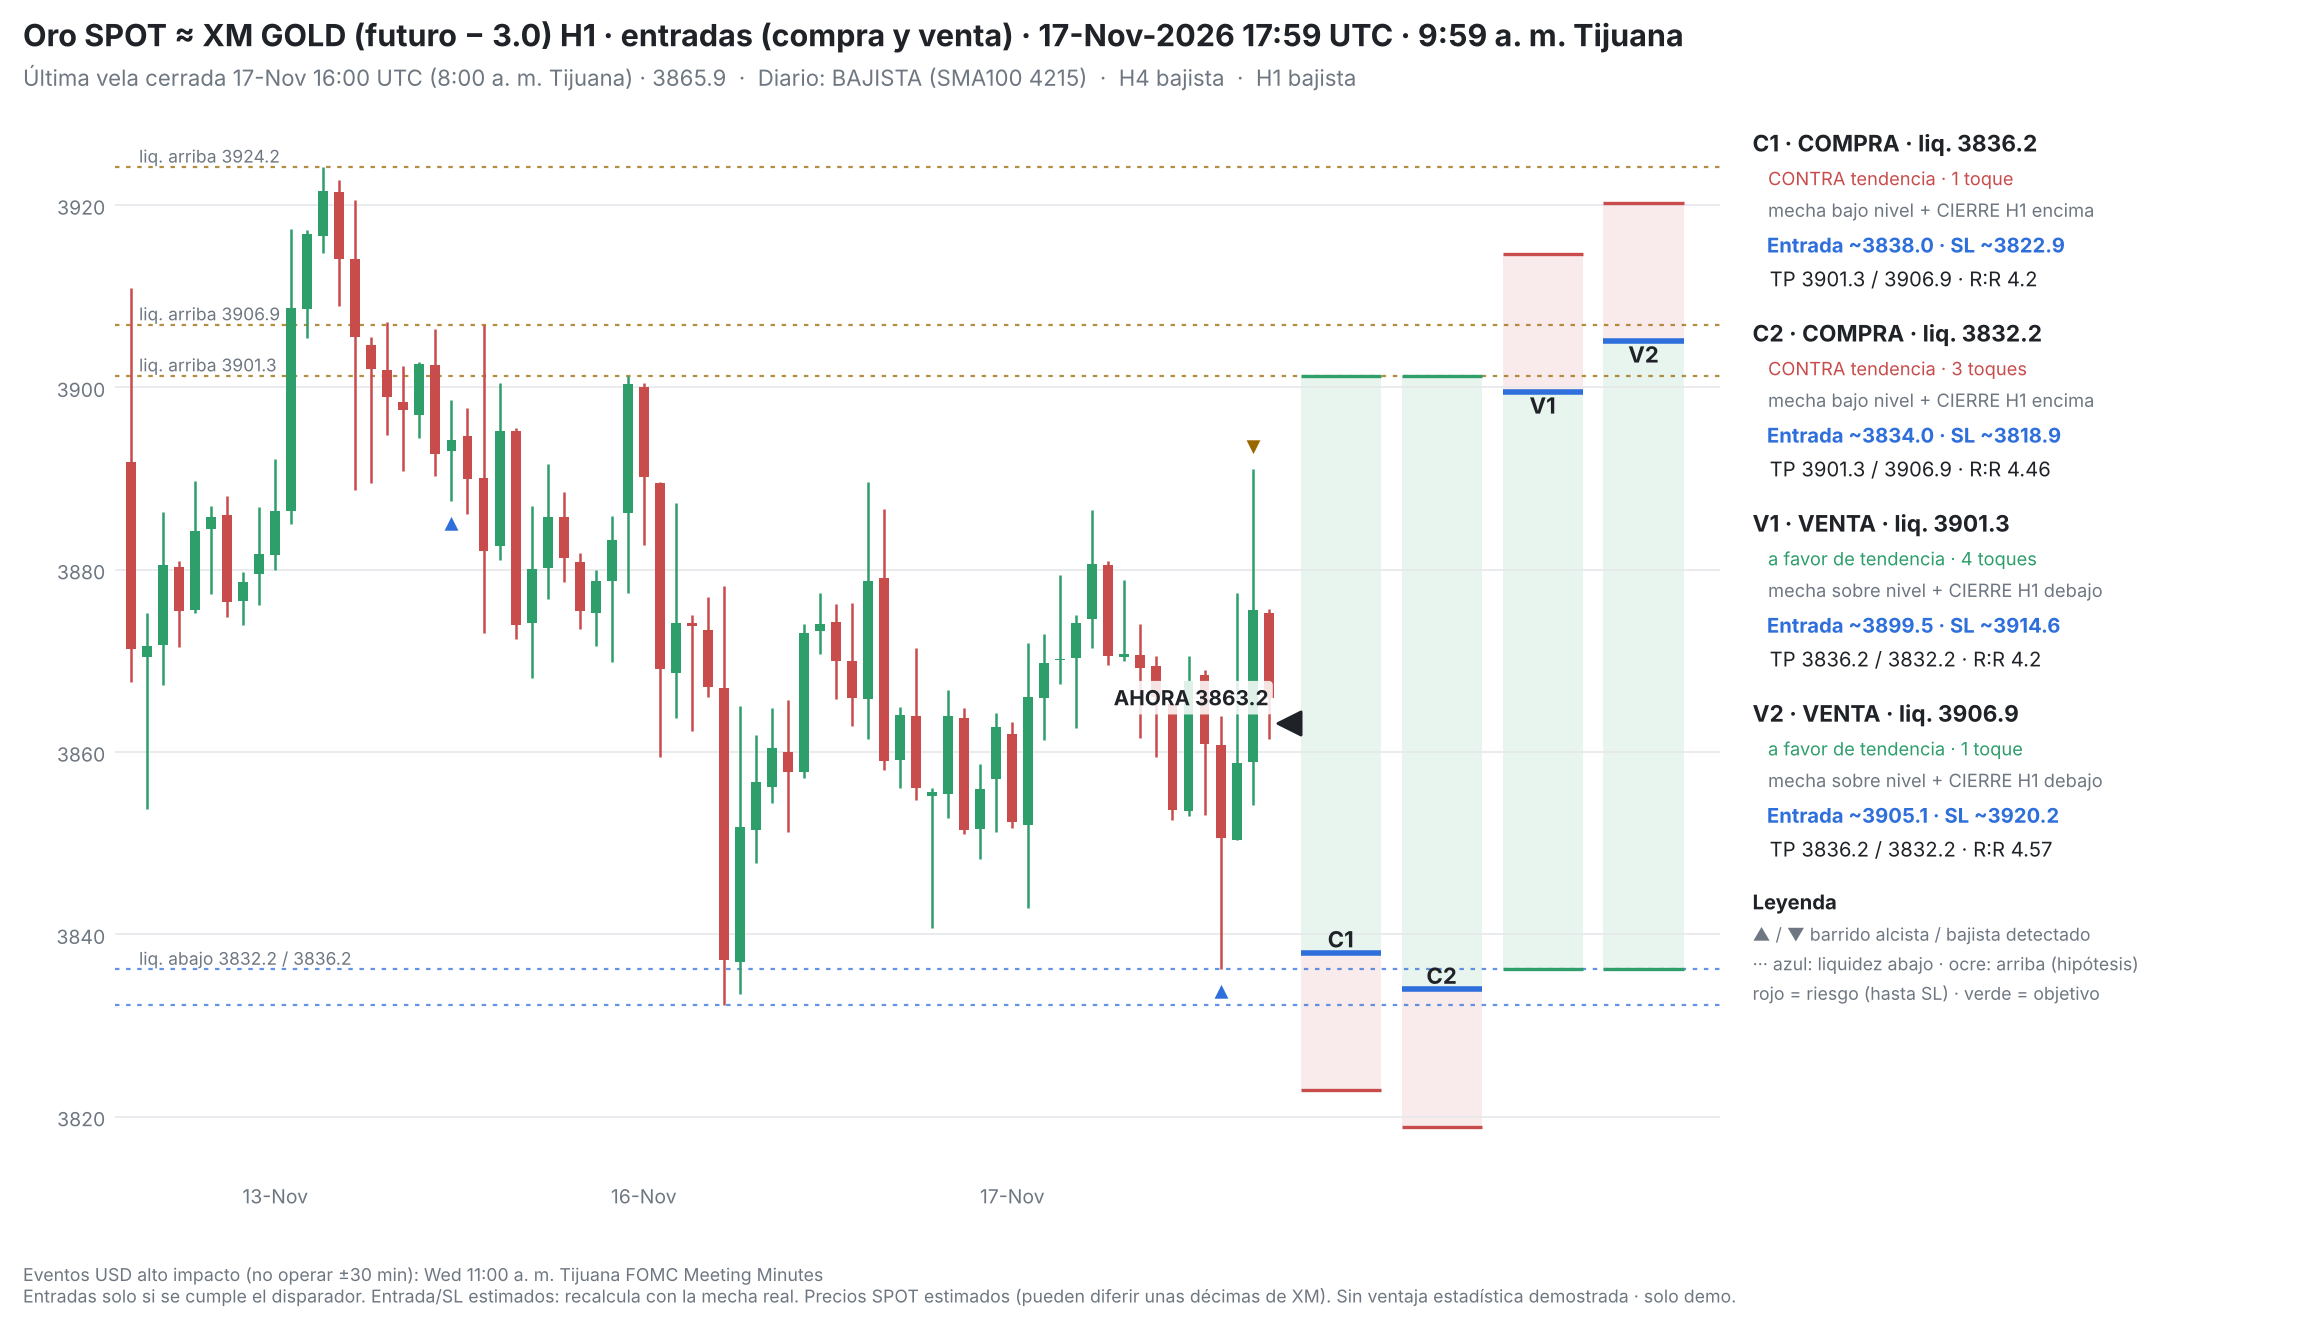 Oro SPOT ≈ XM GOLD (futuro − 3.0) H1 · entradas (compra y venta) · 17-Nov-2026 17:59 UTC · 9:59 a. m. Tijuana
Última vela cerrada 17-Nov 16:00 UTC (8:00 a. m. Tijuana) · 3865.9 · Diario: BAJISTA (SMA100 4215) · H4 bajista · H1 bajista
liq. arriba 3924.2
3920
liq. arriba 3906.9
liq. arriba 3901.3
3900
3880
3860
3840
liq. abajo 3832.2 / 3836.2
3820
AHORA 3863.2
C1
C2
V1
V2
13-Nov
16-Nov
17-Nov
C1 · COMPRA · liq. 3836.2
CONTRA tendencia · 1 toque
mecha bajo nivel + CIERRE H1 encima
Entrada ~3838.0 · SL ~3822.9
TP 3901.3 / 3906.9 · R:R 4.2
C2 · COMPRA · liq. 3832.2
CONTRA tendencia · 3 toques
mecha bajo nivel + CIERRE H1 encima
Entrada ~3834.0 · SL ~3818.9
TP 3901.3 / 3906.9 · R:R 4.46
V1 · VENTA · liq. 3901.3
a favor de tendencia · 4 toques
mecha sobre nivel + CIERRE H1 debajo
Entrada ~3899.5 · SL ~3914.6
TP 3836.2 / 3832.2 · R:R 4.2
V2 · VENTA · liq. 3906.9
a favor de tendencia · 1 toque
mecha sobre nivel + CIERRE H1 debajo
Entrada ~3905.1 · SL ~3920.2
TP 3836.2 / 3832.2 · R:R 4.57
Leyenda
▲ / ▼ barrido alcista / bajista detectado
··· azul: liquidez abajo · ocre: arriba (hipótesis)
rojo = riesgo (hasta SL) · verde = objetivo
Eventos USD alto impacto (no operar ±30 min): Wed 11:00 a. m. Tijuana FOMC Meeting Minutes
Entradas solo si se cumple el disparador. Entrada/SL estimados: recalcula con la mecha real. Precios SPOT estimados (pueden diferir unas décimas de XM). Sin ventaja estadística demostrada · solo demo.